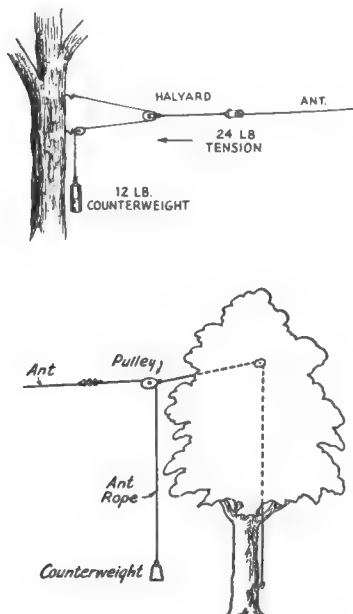 HALYARD
ANT.
24 LB
TENSION
12 LB.
COUNTERWEIGHT
Ant
Pulley
Ant
Rope
Counterweight